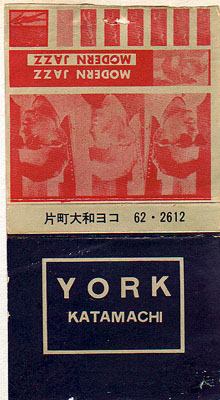 MODERN JAZZ
MODERN JAZZ
片町大和ヨコ 62・2612
YORK
KATAMACHI